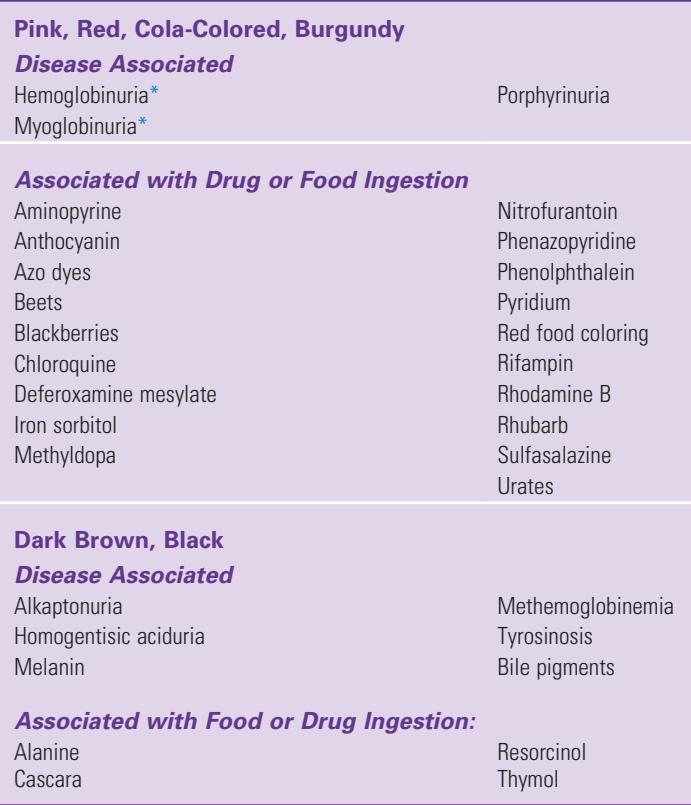 Pink, Red, Cola-Colored, Burgundy
Disease Associated
Hemoglobinuria* Porphyrinuria
Myoglobinuria*
Associated with Drug or Food Ingestion
Aminopyrine Nitrofurantoin
Anthocyanin Phenazopyridine
Azo dyes Phenolphthalein
Beets Pyridium
Blackberries Red food coloring
Chloroquine Rifampin
Deferoxamine mesylate Rhodamine B
Iron sorbitol Rhubarb
Methyldopa Sulfasalazine
Urates
Dark Brown, Black
Disease Associated
Alkaptonuria Methemoglobinemia
Homogentisic aciduria Tyrosinosis
Melanin Bile pigments
Associated with Food or Drug Ingestion:
Alanine Resorcinol
Cascara Thymol